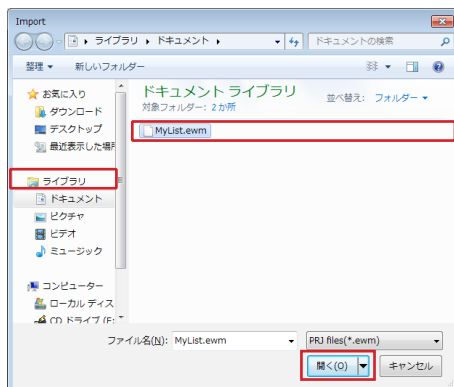 Import
ライブラリ ▸ ドキュメント ▸
ドキュメントの検索
整理 ▼ 新しいフォルダー
お気に入り
ダウンロード
デスクトップ
最近表示した場所
ライブラリ
ドキュメント
ピクチャ
ビデオ
ミュージック
コンピューター
ローカル ディス
CD ドライブ (F:
ドキュメント ライブラリ
対象フォルダー: 2 か所
並べ替え: フォルダー ▼
MyList.ewm
ファイル名(N): MyList.ewm
PRJ files(*.ewm)
開く(O)
キャンセル